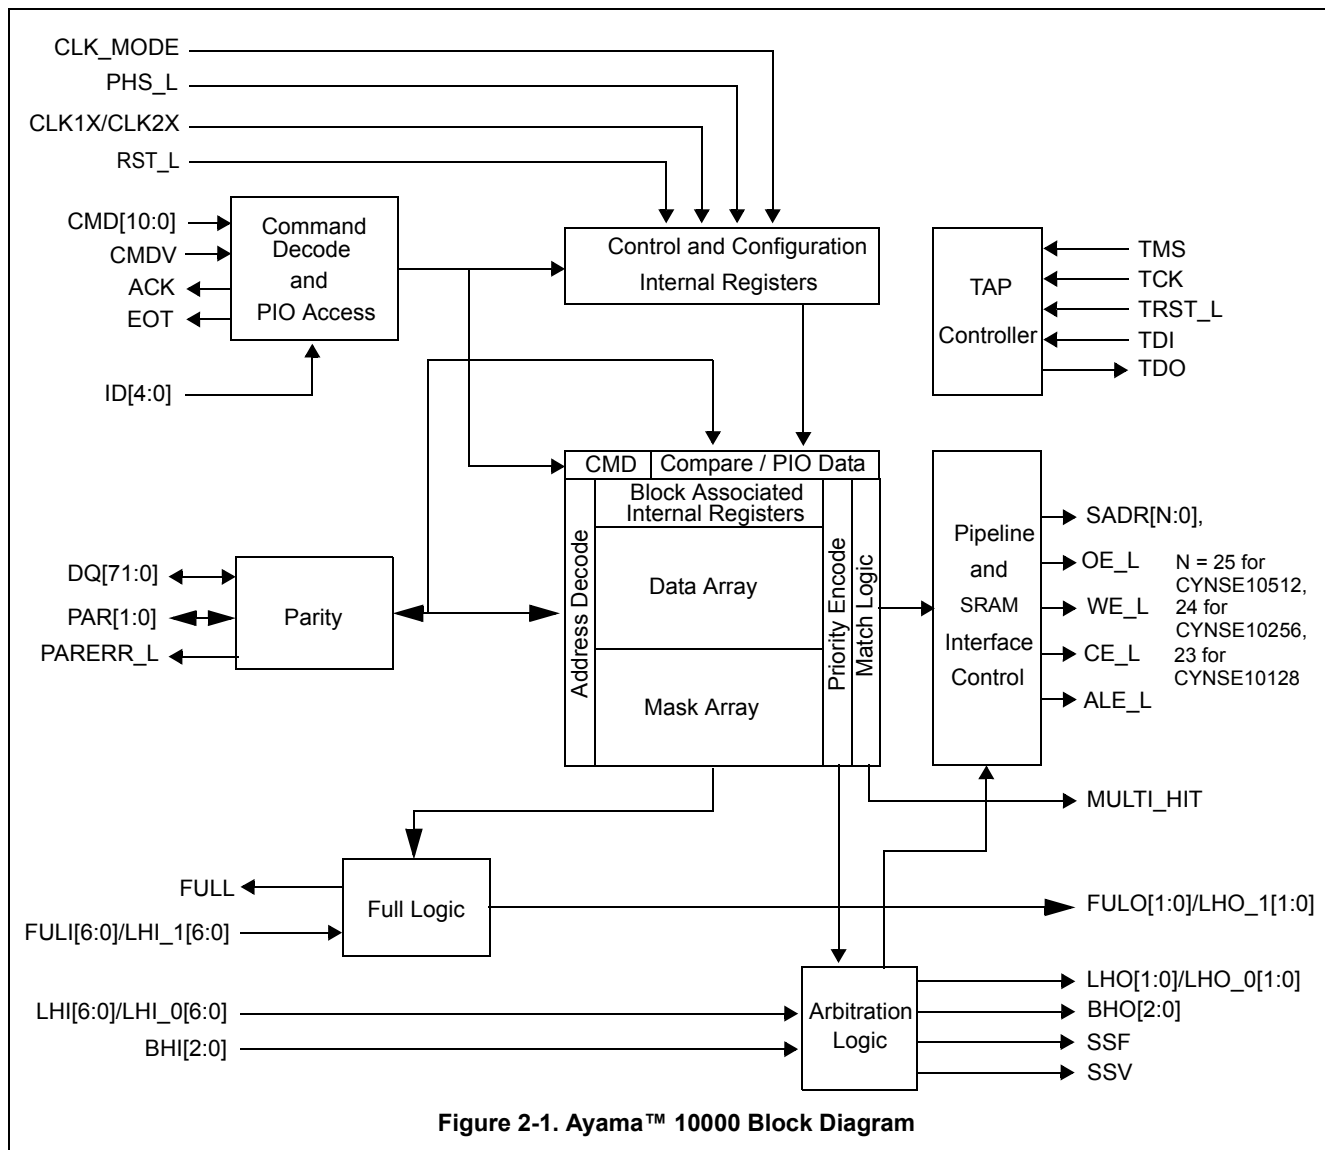 CLK_MODE
PHS_L
CLK1X/CLK2X
RST_L
CMD[10:0]
CMDV
ACK
EOT
ID[4:0]
Command
Decode
and
PIO Access
Control and Configuration
Internal Registers
TAP
Controller
TMS
TCK
TRST_L
TDI
TDO
CMD
Compare / PIO Data
Block Associated
Internal Registers
Address Decode
Data Array
Mask Array
Priority Encode
Match Logic
DQ[71:0]
PAR[1:0]
PARERR_L
Parity
Pipeline
and
SRAM
Interface
Control
SADR[N:0],
OE_L
WE_L
CE_L
ALE_L
N = 25 for
CYNSE10512,
24 for
CYNSE10256,
23 for
CYNSE10128
MULTI_HIT
FULL
FULI[6:0]/LHI_1[6:0]
Full Logic
FULO[1:0]/LHO_1[1:0]
LHI[6:0]/LHI_0[6:0]
BHI[2:0]
Arbitration
Logic
LHO[1:0]/LHO_0[1:0]
BHO[2:0]
SSF
SSV
Figure 2-1. Ayama™ 10000 Block Diagram